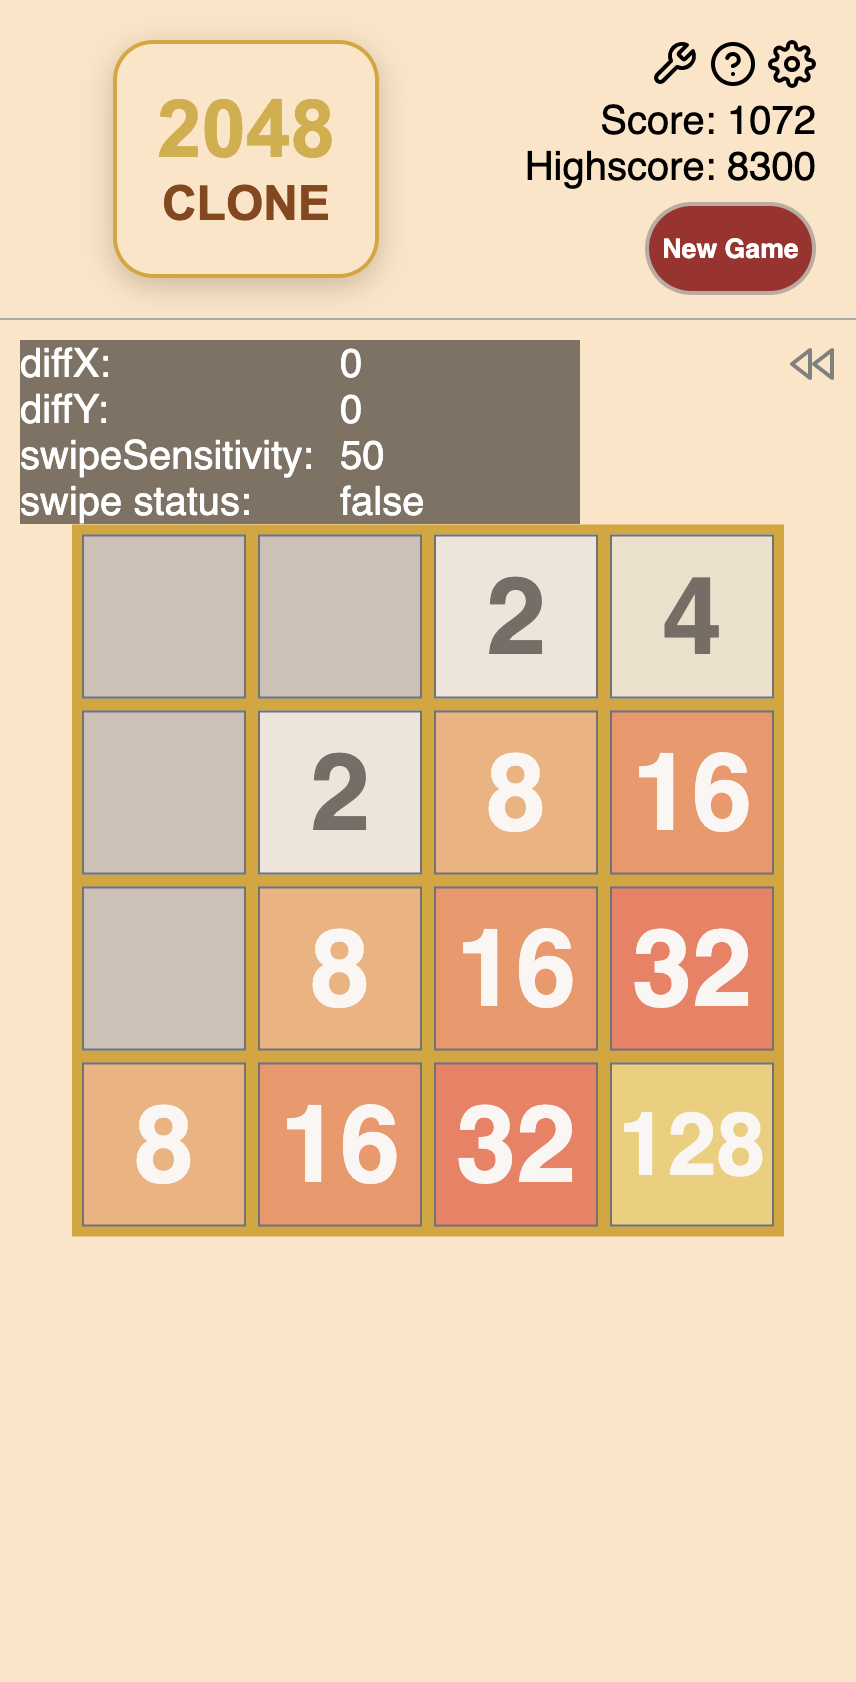 2048
CLONE
Score: 1072
Highscore: 8300
New Game
diffX: 0
diffY: 0
swipeSensitivity: 50
swipe status: false
2 4
2 8 16
8 16 32
8 16 32 128